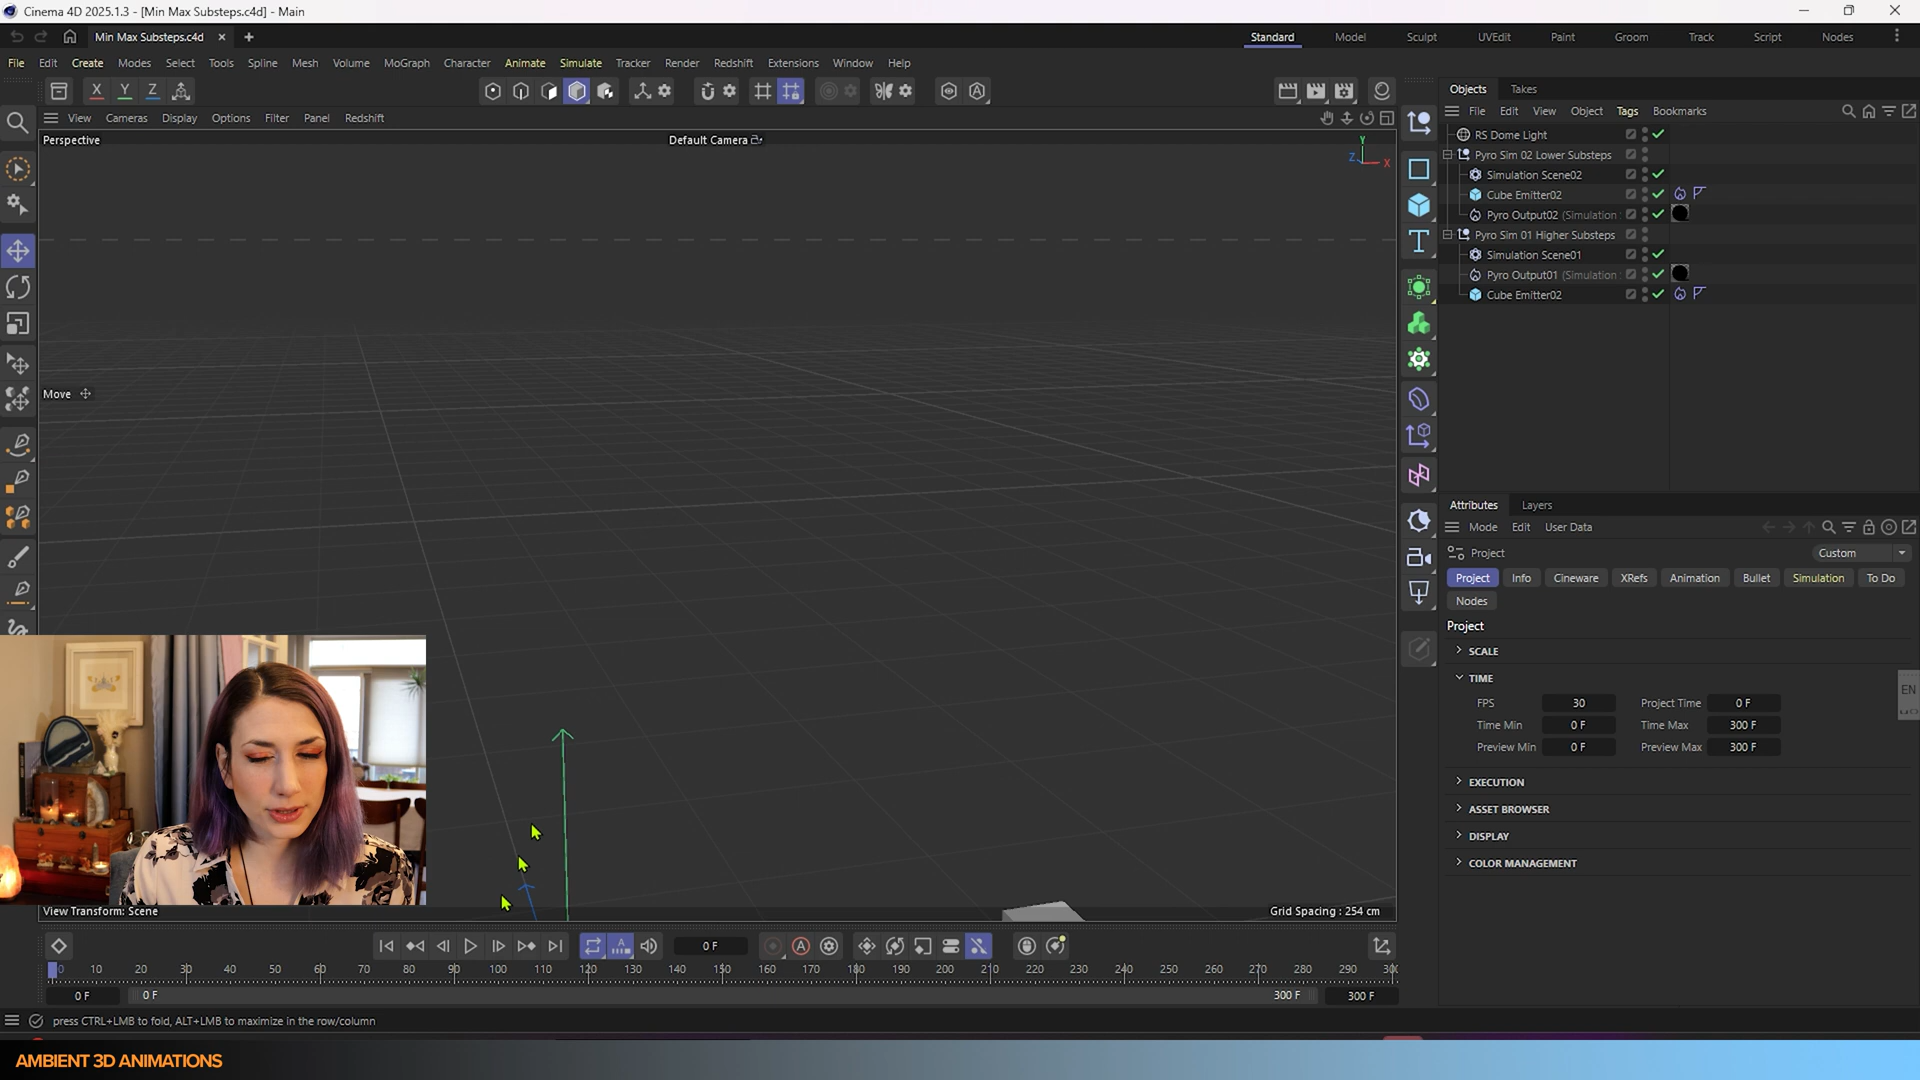 Cinema 4D 2025.1.3 - [Min Max Substeps.c4d] - Main
Min Max Substeps.c4d
Standard Model Sculpt UVEdit Paint Groom Track Script Nodes
File Edit Create Modes Select Tools Spline Mesh Volume MoGraph Character Animate Simulate Tracker Render Redshift Extensions Window Help
X Y Z
Objects Takes
File Edit View Object Tags Bookmarks
View Cameras Display Options Filter Panel Redshift
Perspective
Default Camera
Y
Z X
Move
RS Dome Light
Pyro Sim 02 Lower Substeps
Simulation Scene02
Cube Emitter02
Pyro Output02 (Simulation
Pyro Sim 01 Higher Substeps
Simulation Scene01
Pyro Output01 (Simulation
Cube Emitter02
Attributes Layers
Mode Edit User Data
Project Custom
Project Info Cineware XRefs Animation Bullet Simulation To Do
Nodes
Project
SCALE
TIME
FPS 30 Project Time 0 F
Time Min 0 F Time Max 300 F
Preview Min 0 F Preview Max 300 F
EXECUTION
ASSET BROWSER
DISPLAY
COLOR MANAGEMENT
EN
View Transform: Scene
Grid Spacing : 254 cm
0 F
0 10 20 30 40 50 60 70 80 90 100 110 120 130 140 150 160 170 180 190 200 210 220 230 240 250 260 270 280 290 30
0 F 0 F 300 F 300 F
press CTRL+LMB to fold, ALT+LMB to maximize in the row/column
AMBIENT 3D ANIMATIONS